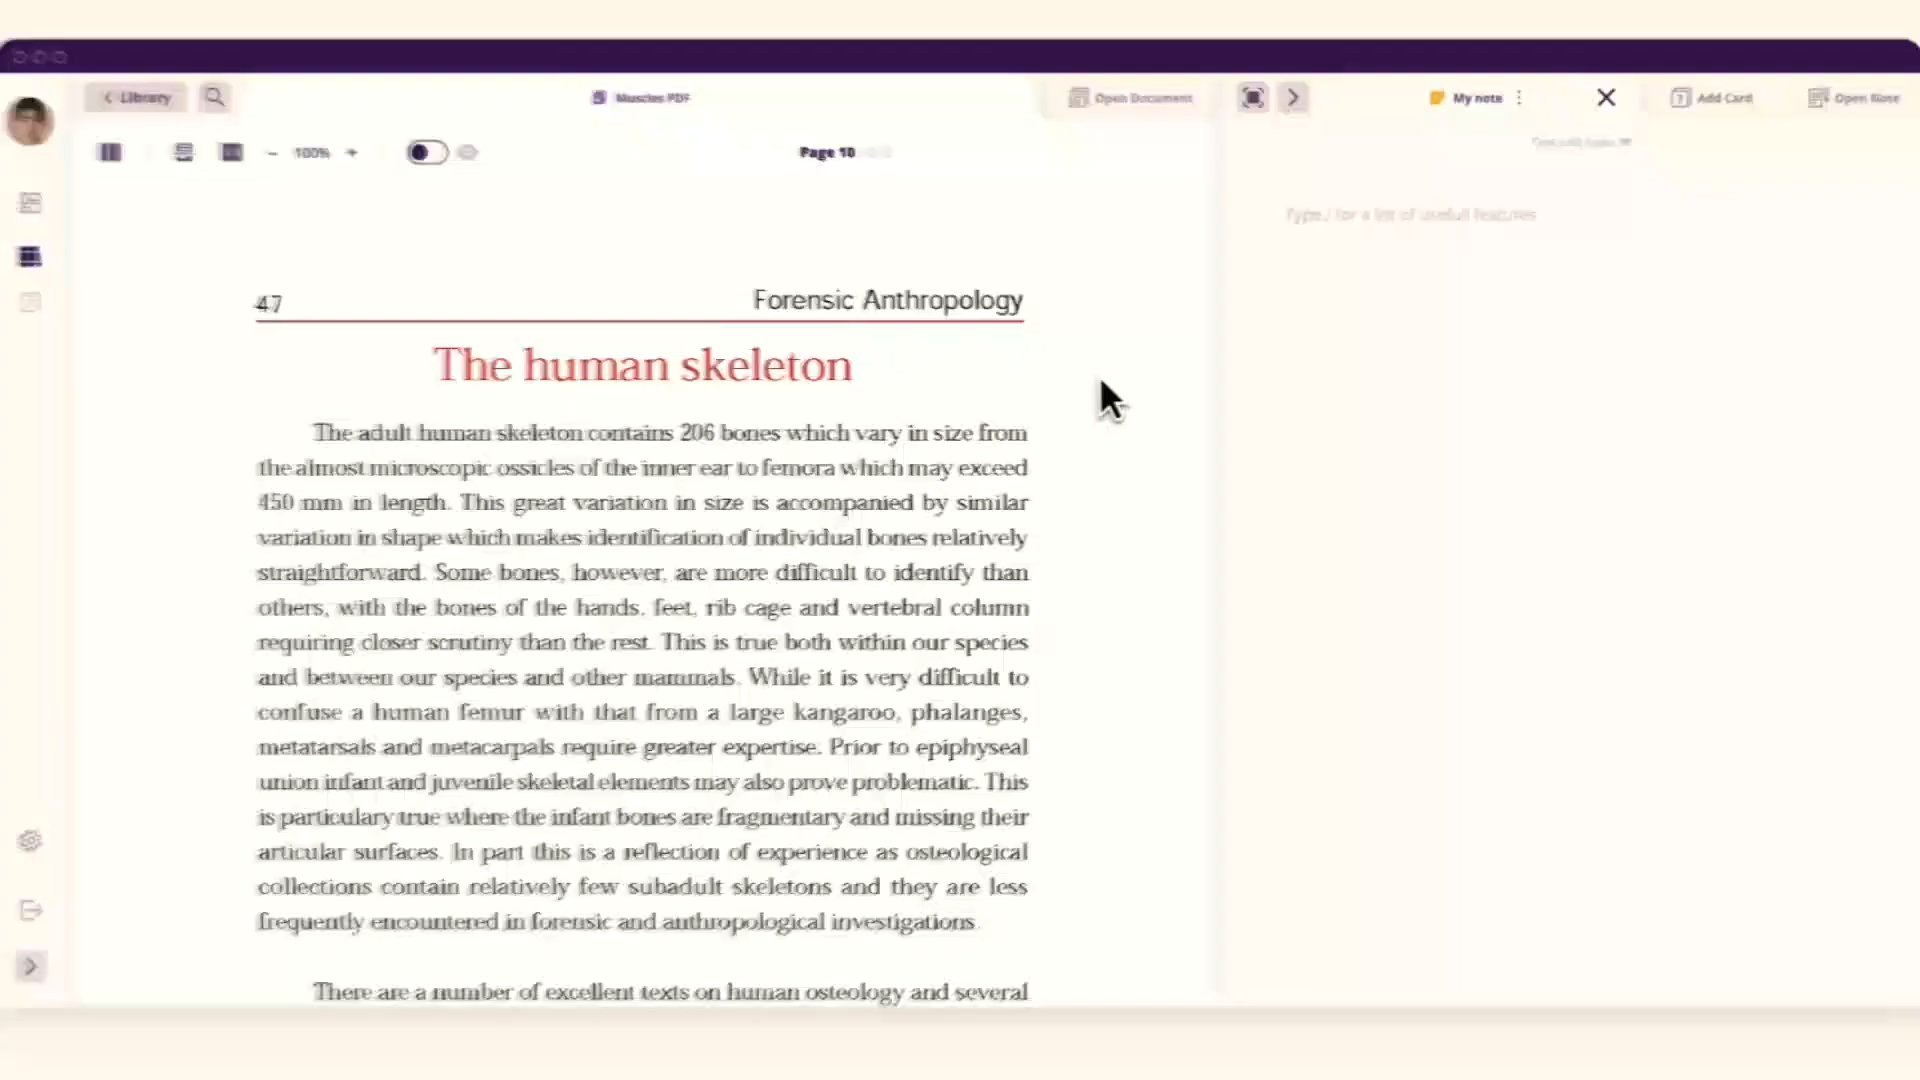 Library
Muscles PDF
Open Document
My note
Add Card
Open Note
100%
Page 10
Type / for a list of usefull features
47
Forensic Anthropology
The human skeleton
The adult human skeleton contains 206 bones which vary in size from
the almost microscopic ossicles of the inner ear to femora which may exceed
450 mm in length. This great variation in size is accompanied by similar
variation in shape which makes identification of individual bones relatively
straightforward. Some bones, however, are more difficult to identify than
others, with the bones of the hands, feet, rib cage and vertebral column
requiring closer scrutiny than the rest. This is true both within our species
and between our species and other mammals. While it is very difficult to
confuse a human femur with that from a large kangaroo, phalanges,
metatarsals and metacarpals require greater expertise. Prior to epiphyseal
union infant and juvenile skeletal elements may also prove problematic. This
is particulary true where the infant bones are fragmentary and missing their
articular surfaces. In part this is a reflection of experience as osteological
collections contain relatively few subadult skeletons and they are less
frequently encountered in forensic and anthropological investigations.
There are a number of excellent texts on human osteology and several